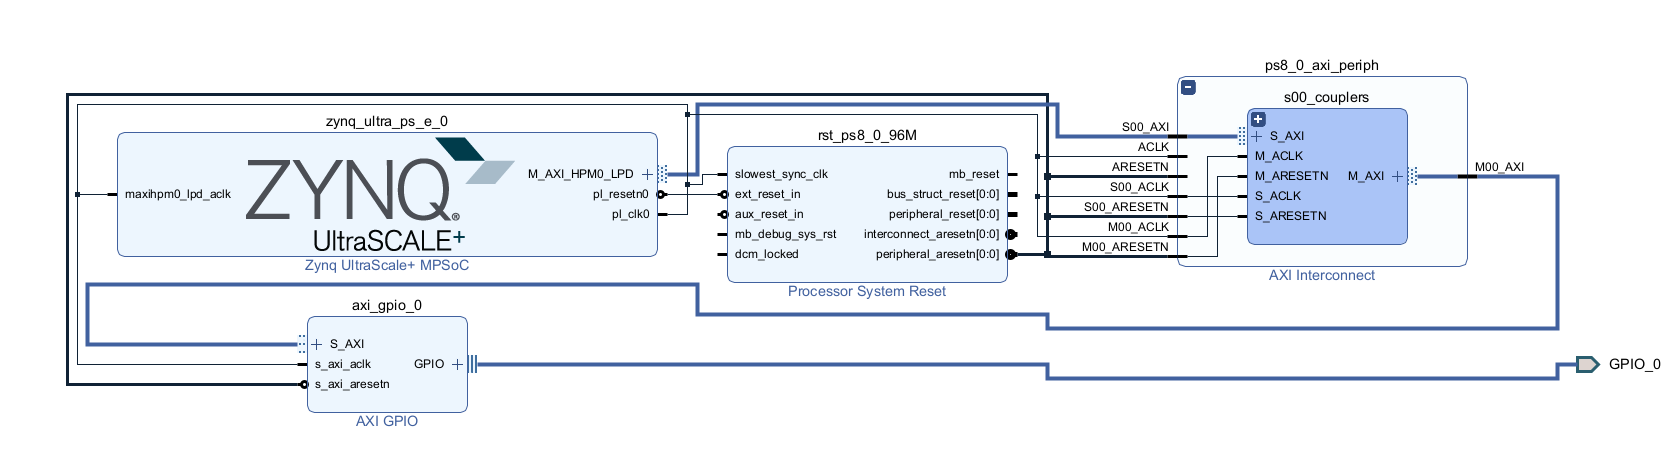 zynq_ultra_ps_e_0
maxihpm0_lpd_aclk
ZYNQ®
UltraSCALE+
M_AXI_HPM0_LPD
pl_resetn0
pl_clk0
Zynq UltraScale+ MPSoC
rst_ps8_0_96M
slowest_sync_clk
ext_reset_in
aux_reset_in
mb_debug_sys_rst
dcm_locked
mb_reset
bus_struct_reset[0:0]
peripheral_reset[0:0]
interconnect_aresetn[0:0]
peripheral_aresetn[0:0]
Processor System Reset
ps8_0_axi_periph
S00_AXI
ACLK
ARESETN
S00_ACLK
S00_ARESETN
M00_ACLK
M00_ARESETN
s00_couplers
S_AXI
M_ACLK
M_ARESETN
S_ACLK
S_ARESETN
M_AXI
M00_AXI
AXI Interconnect
axi_gpio_0
S_AXI
s_axi_aclk
s_axi_aresetn
GPIO
AXI GPIO
GPIO_0